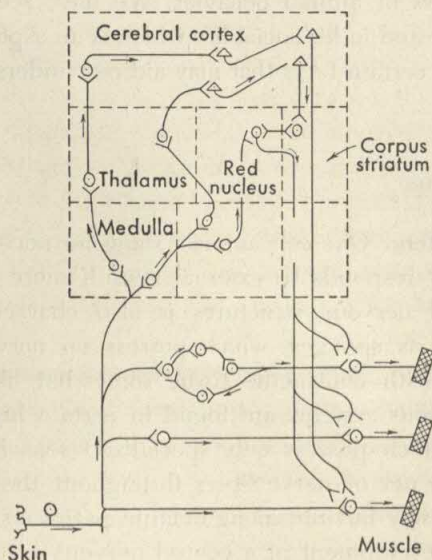 Cerebral cortex
Corpus
striatum
Thalamus
Red
nucleus
Medulla
Skin
Muscle